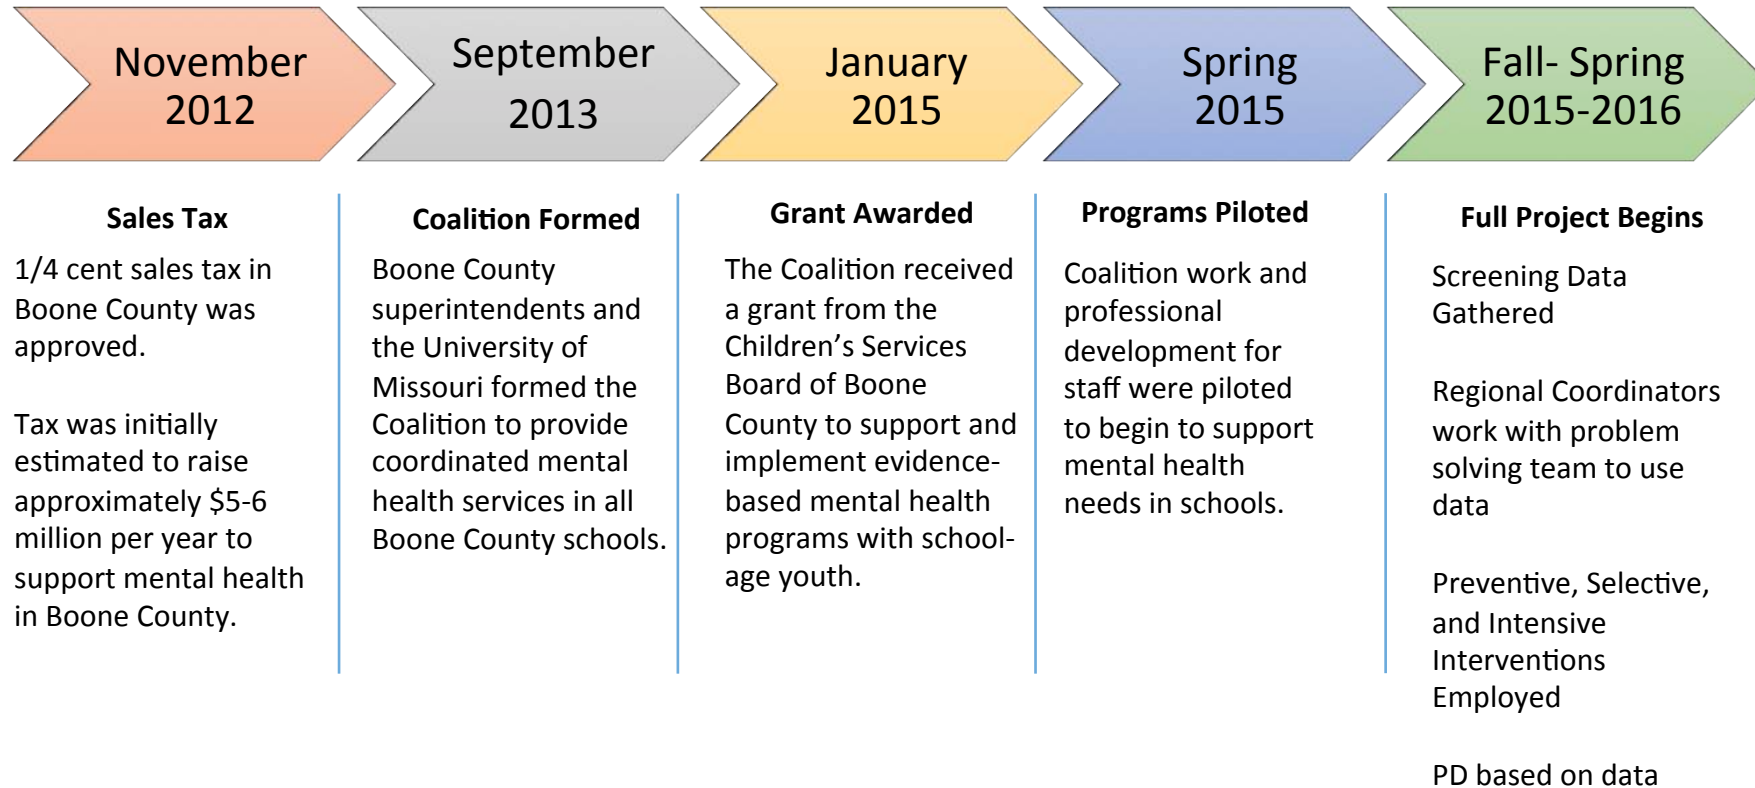 November
2012
September
2013
January
2015
Spring
2015
Fall- Spring
2015-2016
Sales Tax
1/4 cent sales tax in
Boone County was
approved.
Tax was initially
estimated to raise
approximately $5-6
million per year to
support mental health
in Boone County.
Coalition Formed
Boone County
superintendents and
the University of
Missouri formed the
Coalition to provide
coordinated mental
health services in all
Boone County schools.
Grant Awarded
The Coalition received
a grant from the
Children’s Services
Board of Boone
County to support and
implement evidence-
based mental health
programs with school-
age youth.
Programs Piloted
Coalition work and
professional
development for
staff were piloted
to begin to support
mental health
needs in schools.
Full Project Begins
Screening Data
Gathered
Regional Coordinators
work with problem
solving team to use
data
Preventive, Selective,
and Intensive
Interventions
Employed
PD based on data